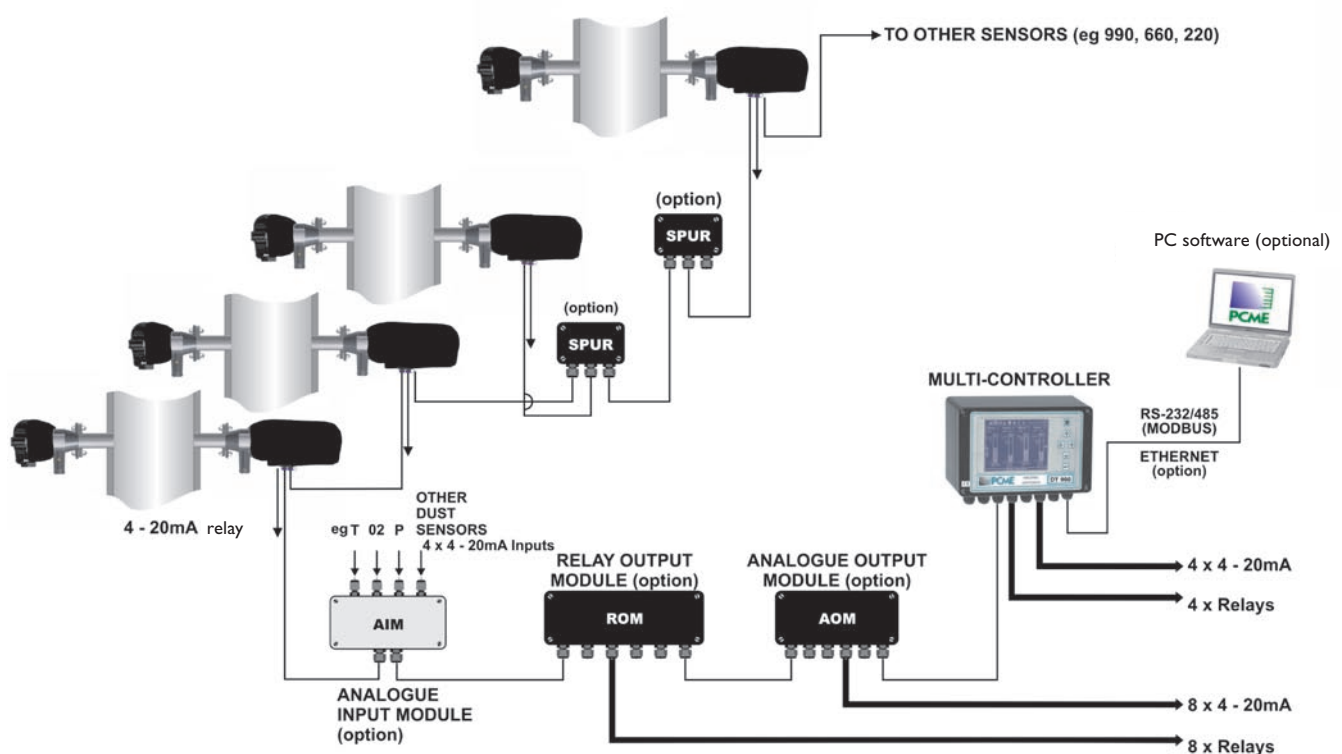 TO OTHER SENSORS (eg 990, 660, 220)
(option)
SPUR
PC software (optional)
(option)
SPUR
PCME
MULTI-CONTROLLER
RS-232/485
(MODBUS)
ETHERNET
(option)
PCME
DT 990
4 - 20mA relay
eg T 02 P
OTHER
DUST
SENSORS
4 x 4 - 20mA Inputs
AIM
ANALOGUE
INPUT MODULE
(option)
RELAY OUTPUT
MODULE (option)
ROM
ANALOGUE OUTPUT
MODULE (option)
AOM
4 x 4 - 20mA
4 x Relays
8 x 4 - 20mA
8 x Relays